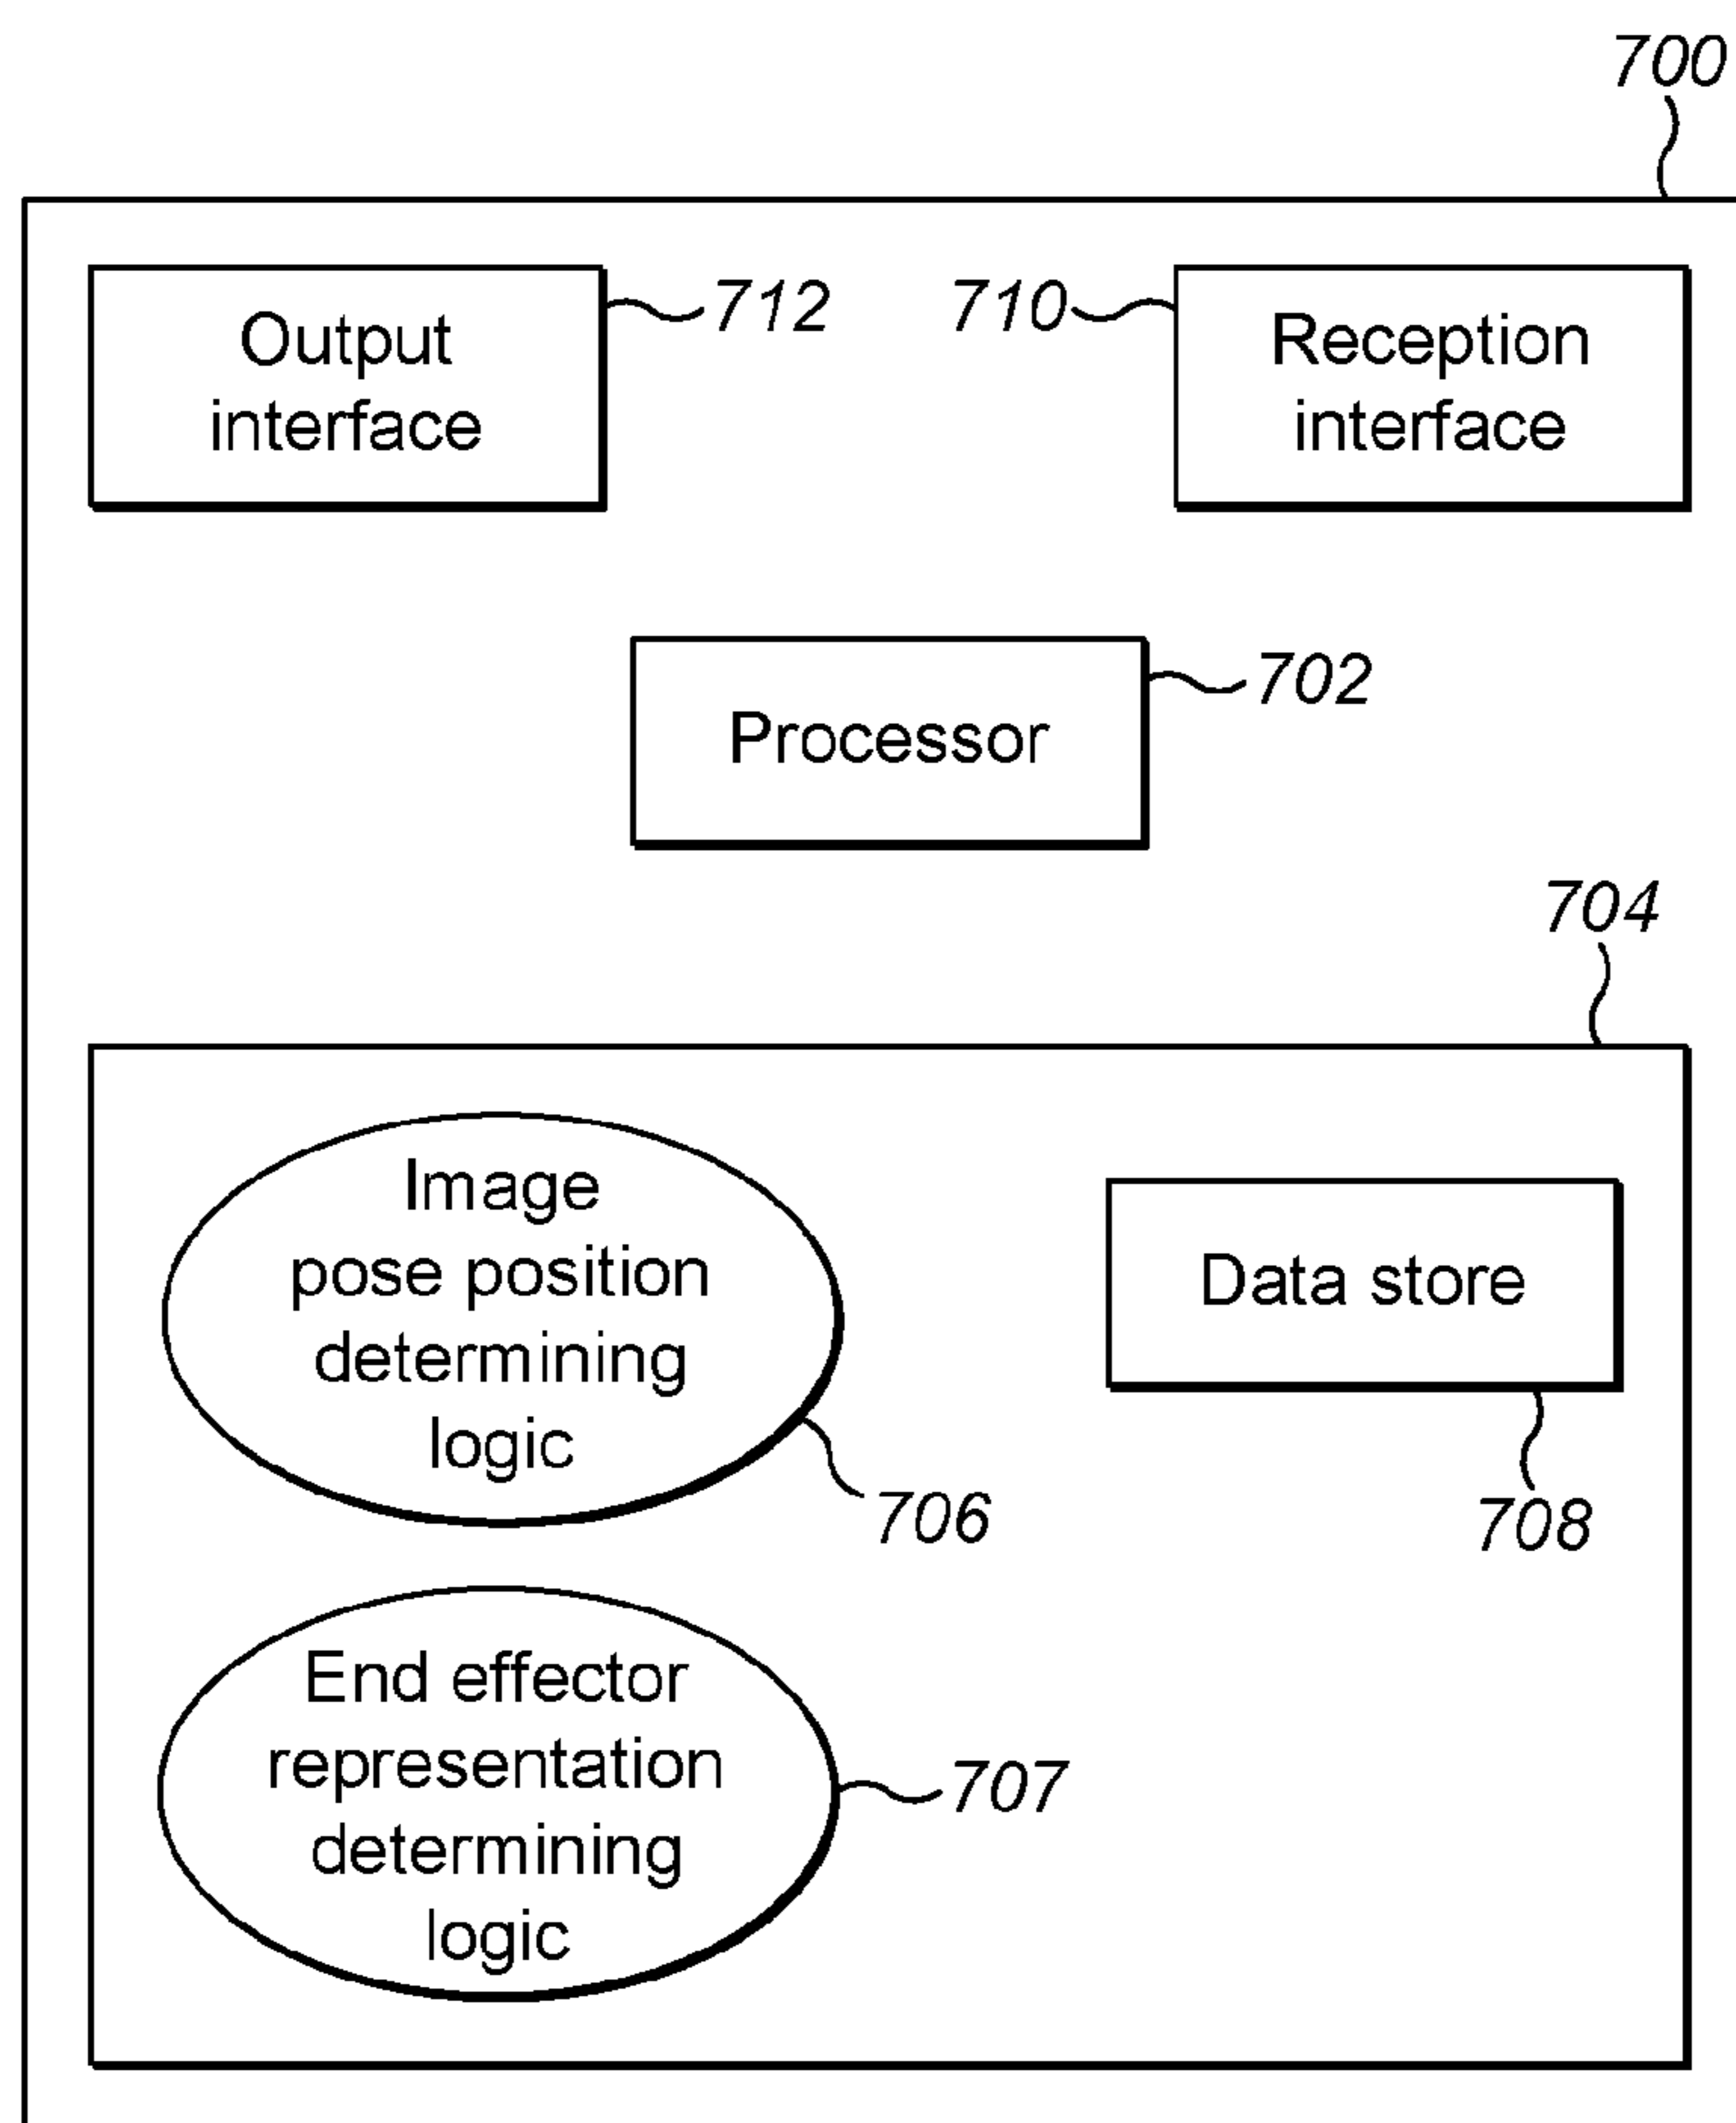 700
Output
interface
712
710
Reception
interface
Processor
702
704
Image
pose position
determining
logic
706
Data store
708
End effector
representation
determining
logic
707